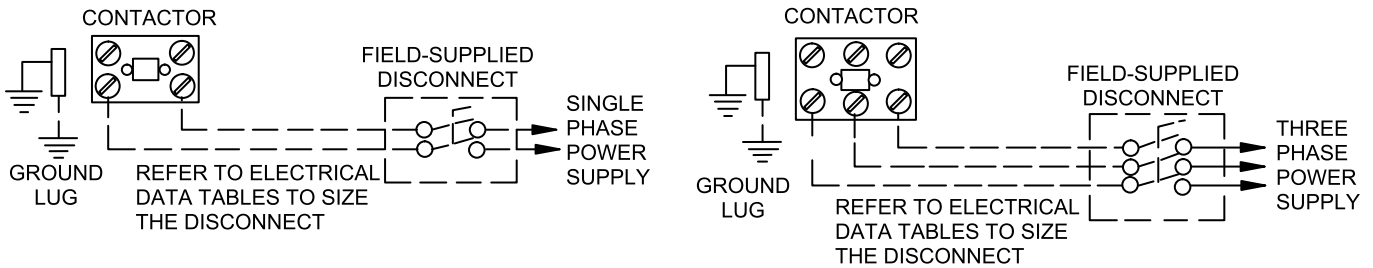 CONTACTOR
FIELD-SUPPLIED
DISCONNECT
SINGLE
PHASE
POWER
SUPPLY
GROUND
LUG
REFER TO ELECTRICAL
DATA TABLES TO SIZE
THE DISCONNECT
CONTACTOR
FIELD-SUPPLIED
DISCONNECT
THREE
PHASE
POWER
SUPPLY
GROUND
LUG
REFER TO ELECTRICAL
DATA TABLES TO SIZE
THE DISCONNECT